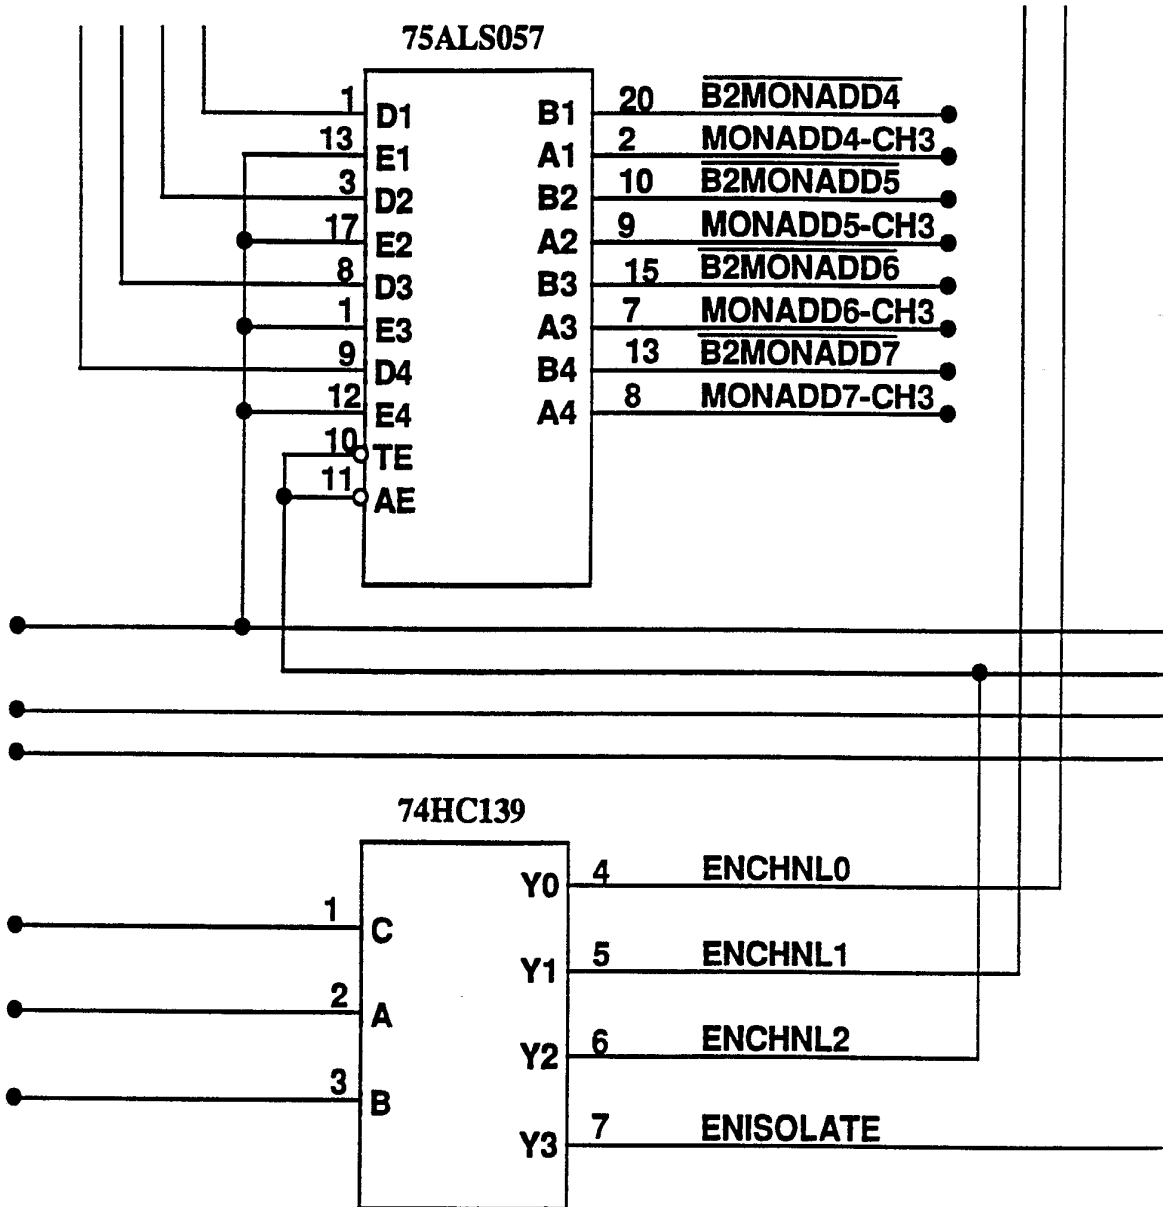 75ALS057
1 D1 B1 20 B2MONADD4
13 E1 A1 2 MONADD4-CH3
3 D2 B2 10 B2MONADD5
17 E2 A2 9 MONADD5-CH3
8 D3 B3 15 B2MONADD6
1 E3 A3 7 MONADD6-CH3
9 D4 B4 13 B2MONADD7
12 E4 A4 8 MONADD7-CH3
10 TE
11 AE
74HC139
Y0 4 ENCHNL0
1 C
Y1 5 ENCHNL1
2 A
Y2 6 ENCHNL2
3 B
Y3 7 ENISOLATE